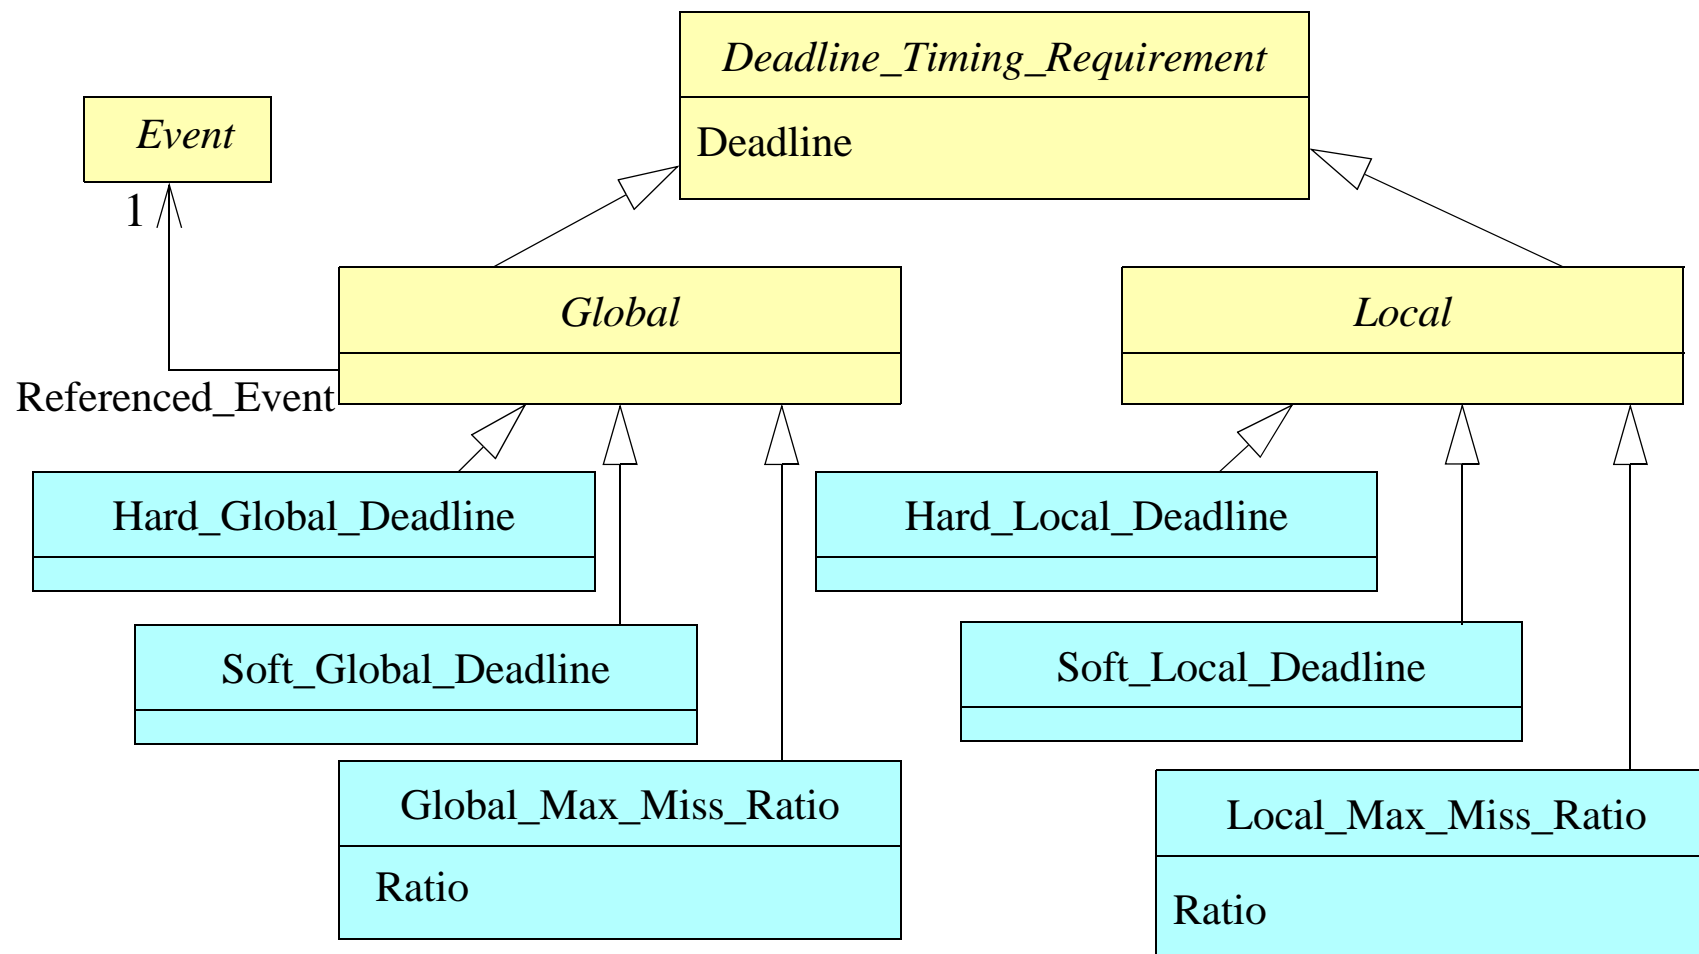 Deadline_Timing_Requirement
Event
Deadline
1
Global
Local
Referenced_Event
Hard_Global_Deadline
Hard_Local_Deadline
Soft_Global_Deadline
Soft_Local_Deadline
Global_Max_Miss_Ratio
Local_Max_Miss_Ratio
Ratio
Ratio